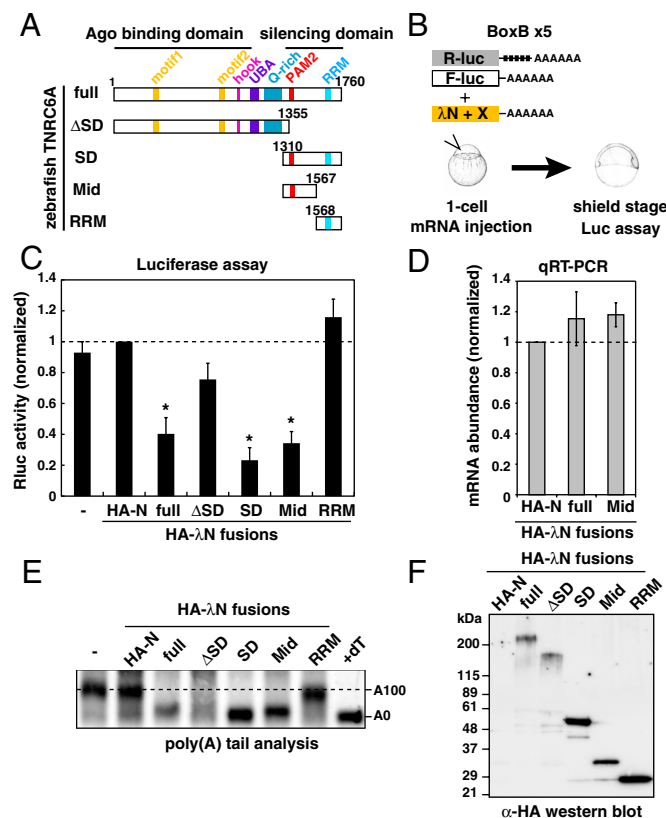 A
Ago binding domain
silencing domain
motif1
motif2
hook
UBA
Q-rich
PAM2
RRM
1
1760
full
ΔSD
1355
SD
1310
Mid
1567
RRM
1568
zebrafish TNRC6A
B
BoxB x5
R-luc
AAAAAA
F-luc
AAAAAA
+
λN + X
AAAAAA
1-cell
mRNA injection
shield stage
Luc assay
C
Luciferase assay
Rluc activity (normalized)
1.4
1.2
1
0.8
0.6
0.4
0.2
0
*
*
*
-
HA-N
full
ΔSD
SD
Mid
RRM
HA-λN fusions
D
qRT-PCR
mRNA abundance (normalized)
1.4
1.2
1
0.8
0.6
0.4
0.2
0
HA-N
full
Mid
HA-λN fusions
E
HA-λN fusions
-
HA-N
full
ΔSD
SD
Mid
RRM
+dT
A100
A0
poly(A) tail analysis
F
HA-λN fusions
HA-N
full
ΔSD
SD
Mid
RRM
kDa
200
115
89
61
48
37
29
21
α-HA western blot